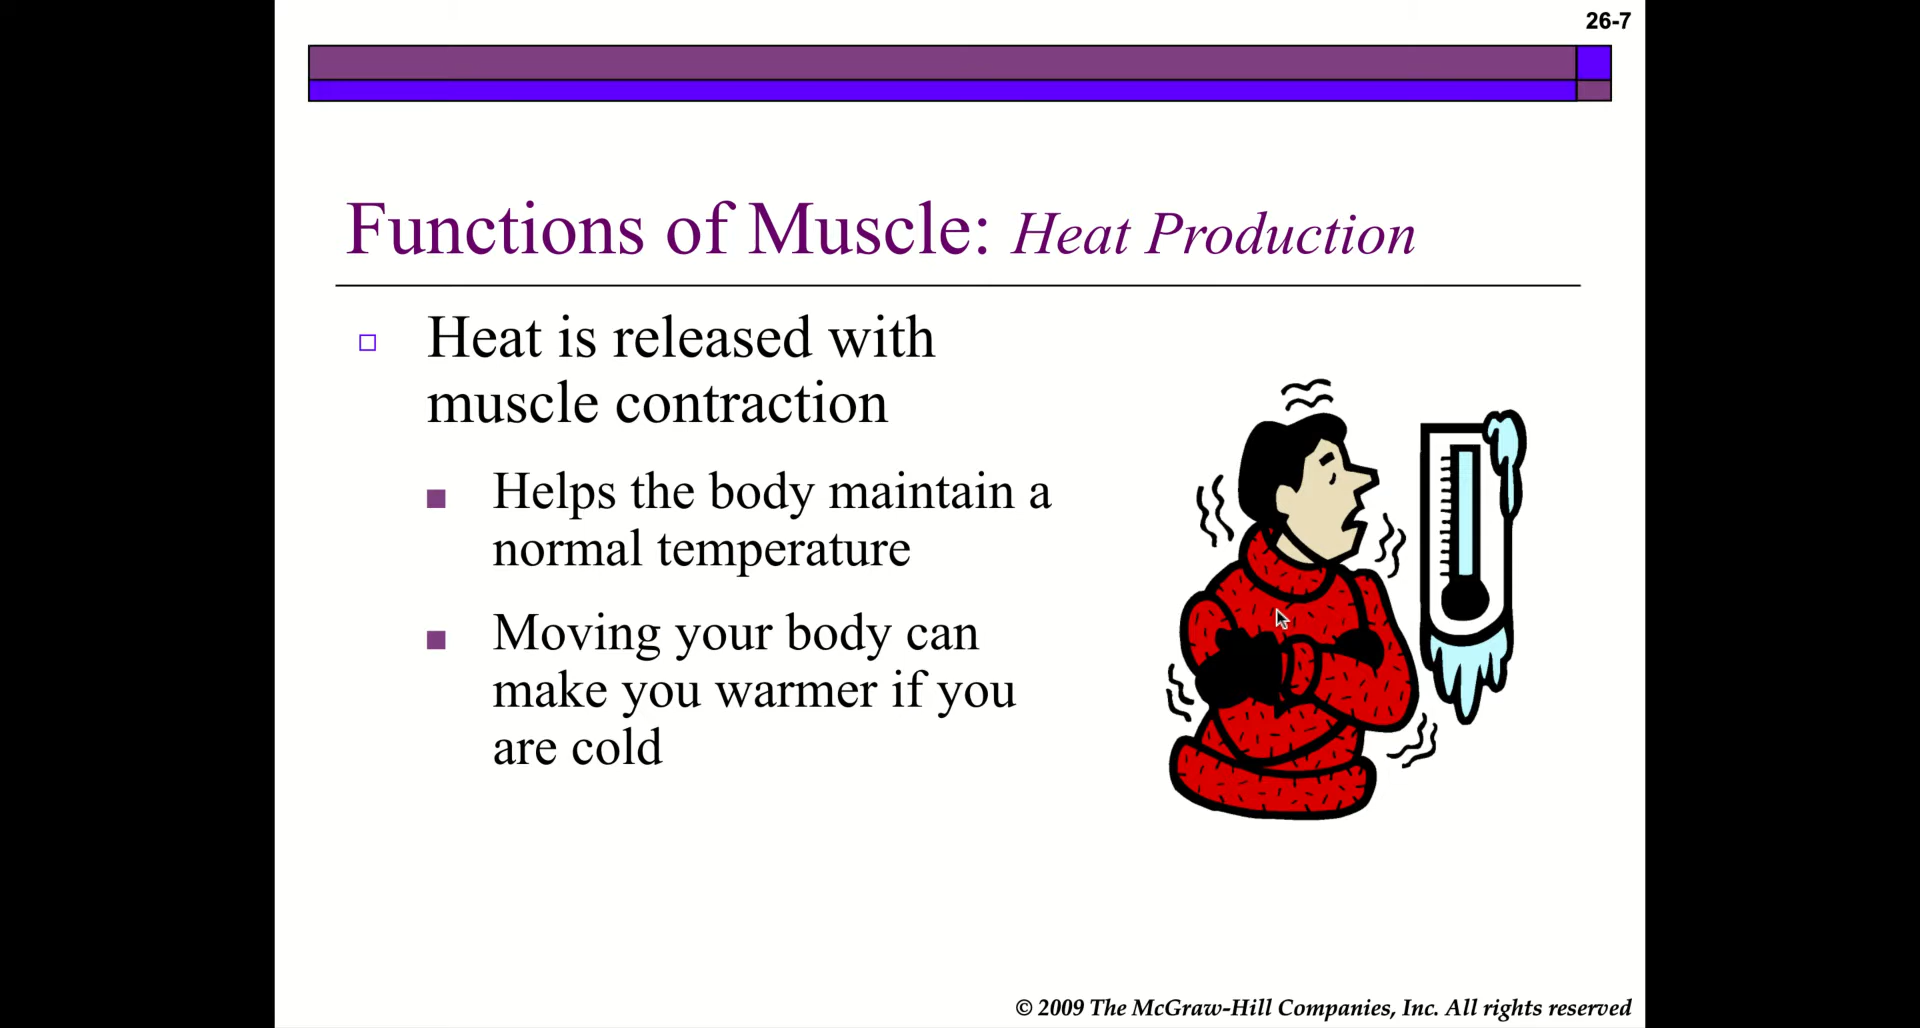 26-7
Functions of Muscle: Heat Production
Heat is released with
muscle contraction
Helps the body maintain a
normal temperature
Moving your body can
make you warmer if you
are cold
© 2009 The McGraw-Hill Companies, Inc. All rights reserved